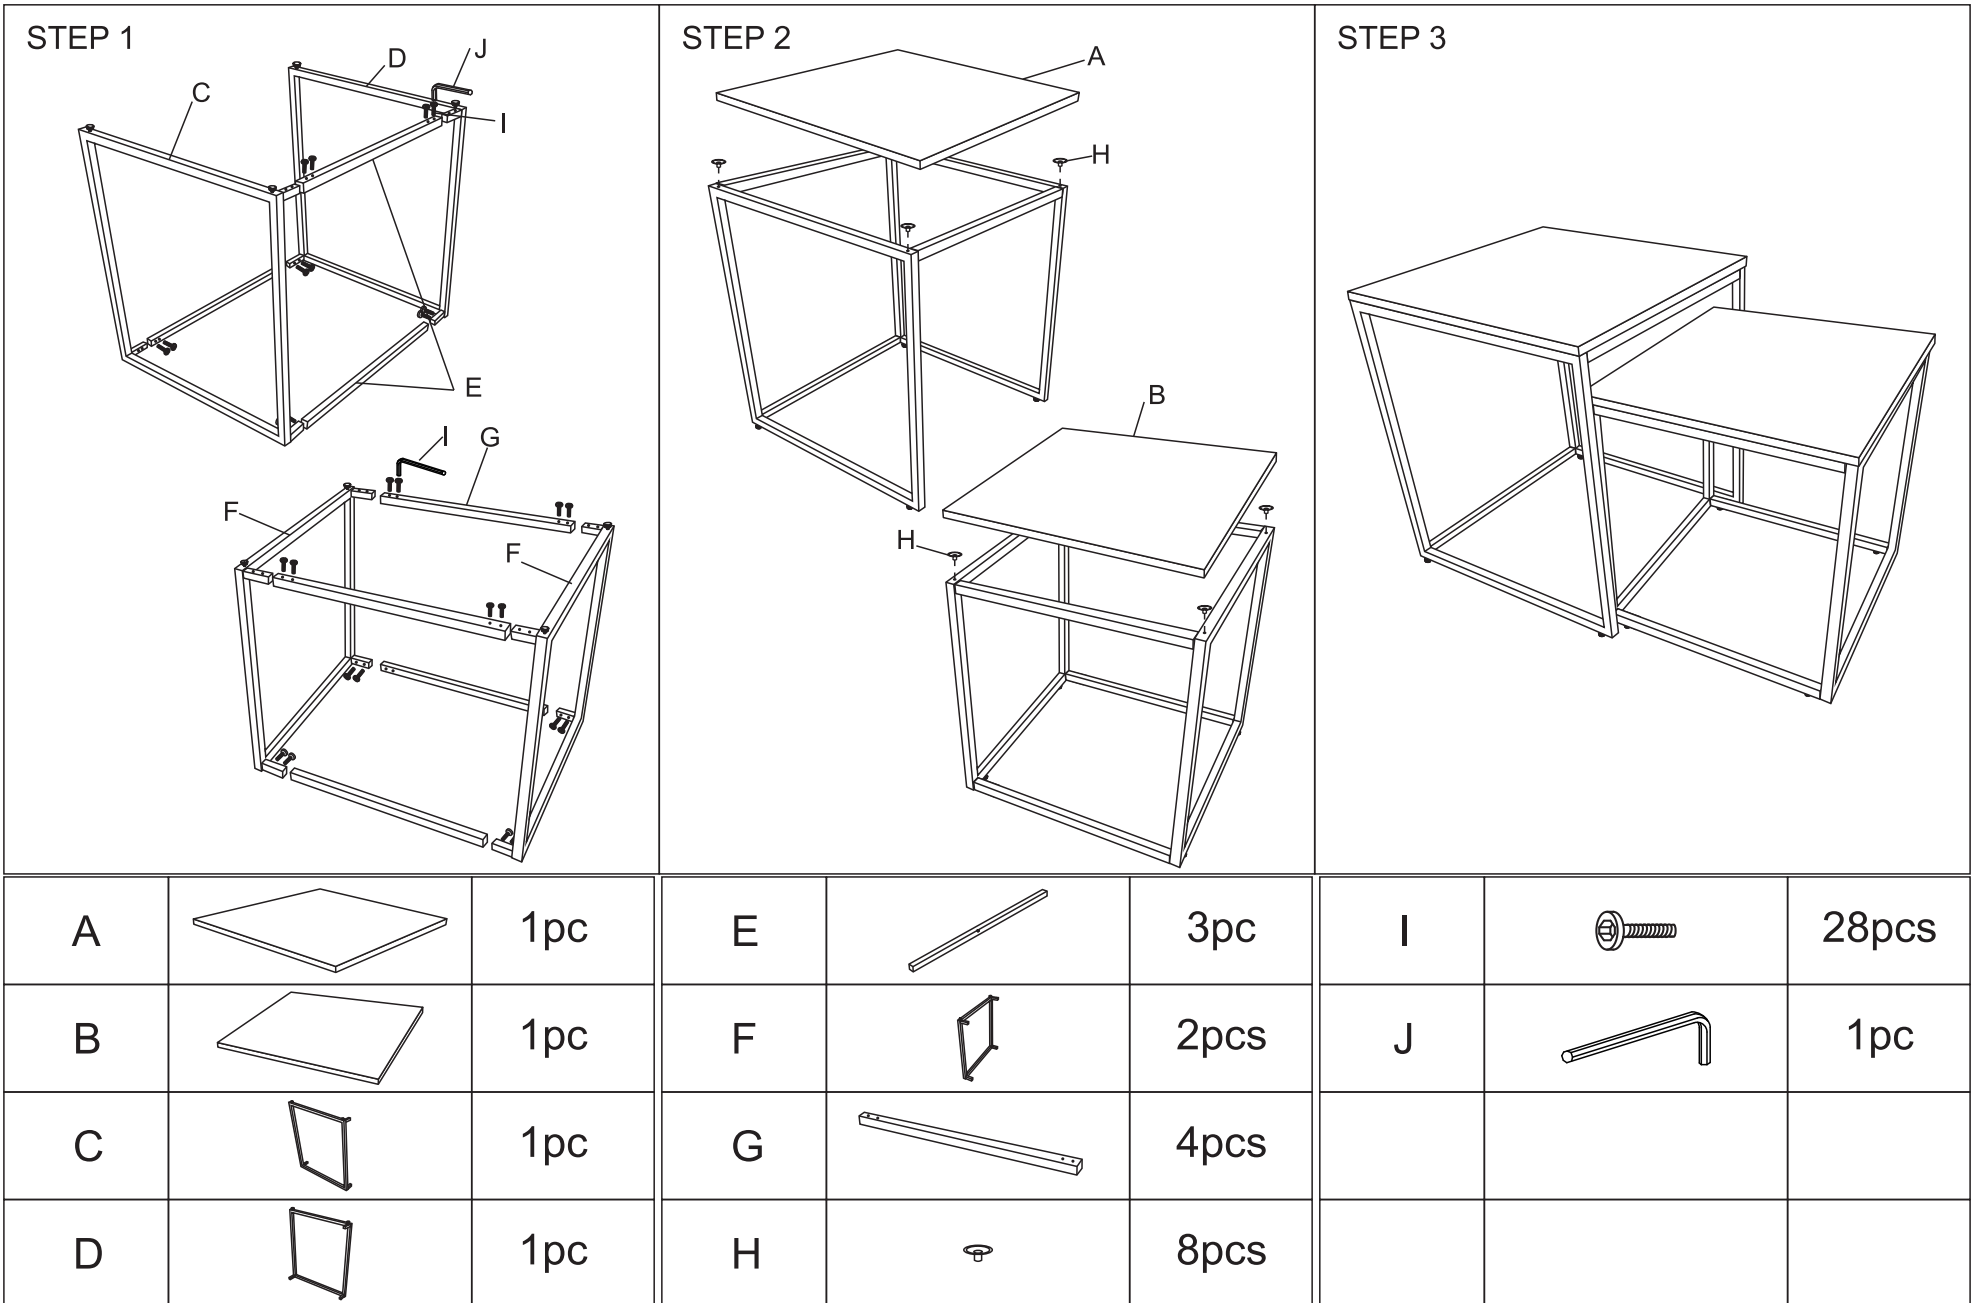 STEP 1
C
D
J
I
E
I
G
F
F
STEP 2
A
H
B
H
STEP 3
A 1pc
B 1pc
C 1pc
D 1pc
E 3pc
F 2pcs
G 4pcs
H 8pcs
I 28pcs
J 1pc